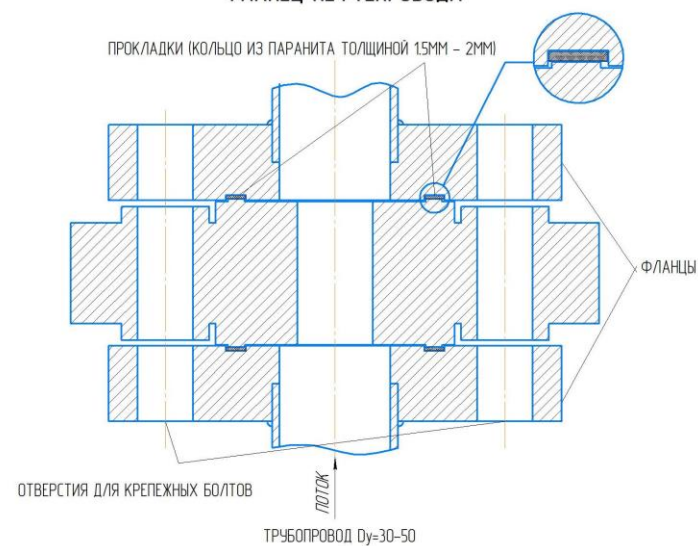 ПРОКЛАДКИ (КОЛЬЦО ИЗ ПАРАНИТА ТОЛЩИНОЙ 1.5ММ - 2ММ)
ФЛАНЦЫ
ОТВЕРСТИЯ ДЛЯ КРЕПЕЖНЫХ БОЛТОВ
ПОТОК
ТРУБОПРОВОД Dy=30-50